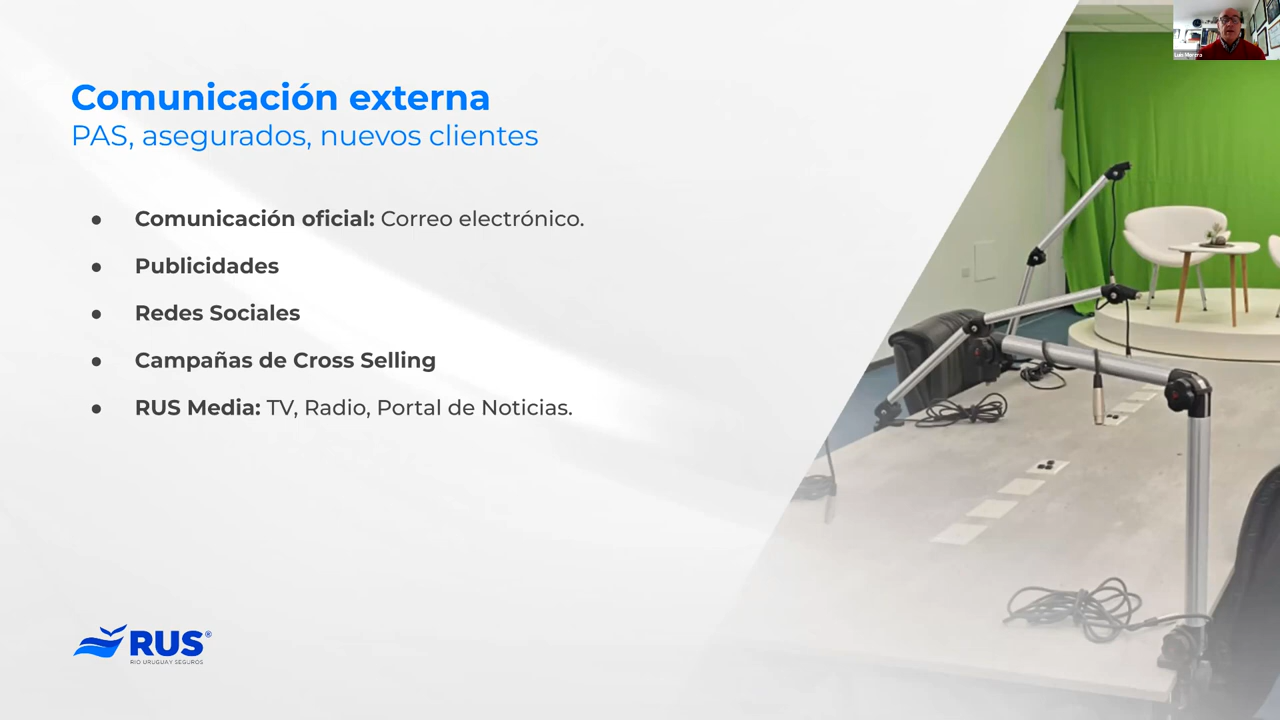 Comunicación externa
PAS, asegurados, nuevos clientes
● Comunicación oficial: Correo electrónico.
● Publicidades
● Redes Sociales
● Campañas de Cross Selling
● RUS Media: TV, Radio, Portal de Noticias.
RUS®
RIO URUGUAY SEGUROS